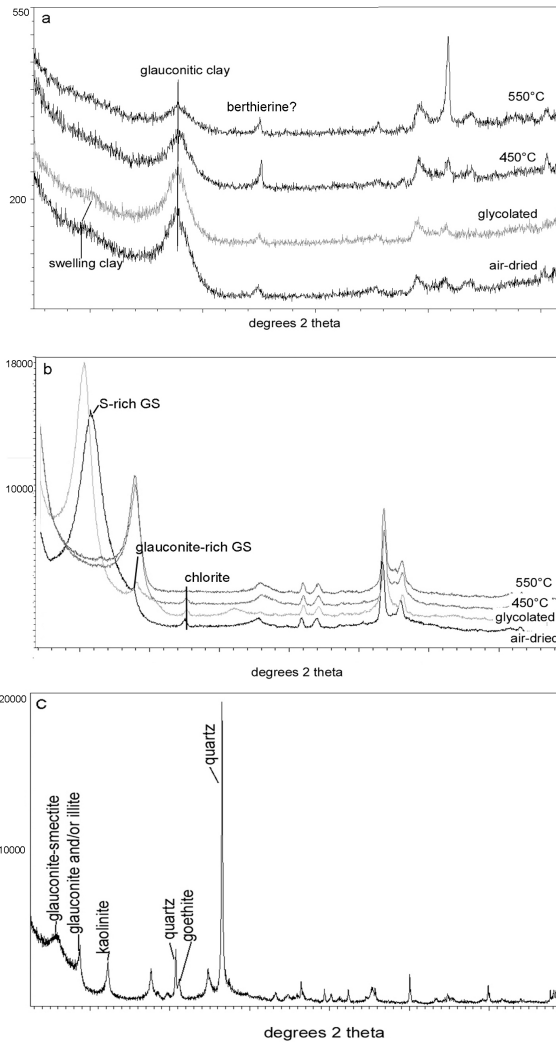 550
a
glauconitic clay
berthierine?
550°C
450°C
200
glycolated
swelling clay
air-dried
degrees 2 theta
18000
b
S-rich GS
10000
glauconite-rich GS
chlorite
550°C
450°C
glycolated
air-dried
degrees 2 theta
20000
C
quartz
10000
glauconite-smectite
glauconite and/or illite
kaolinite
quartz
goethite
degrees 2 theta